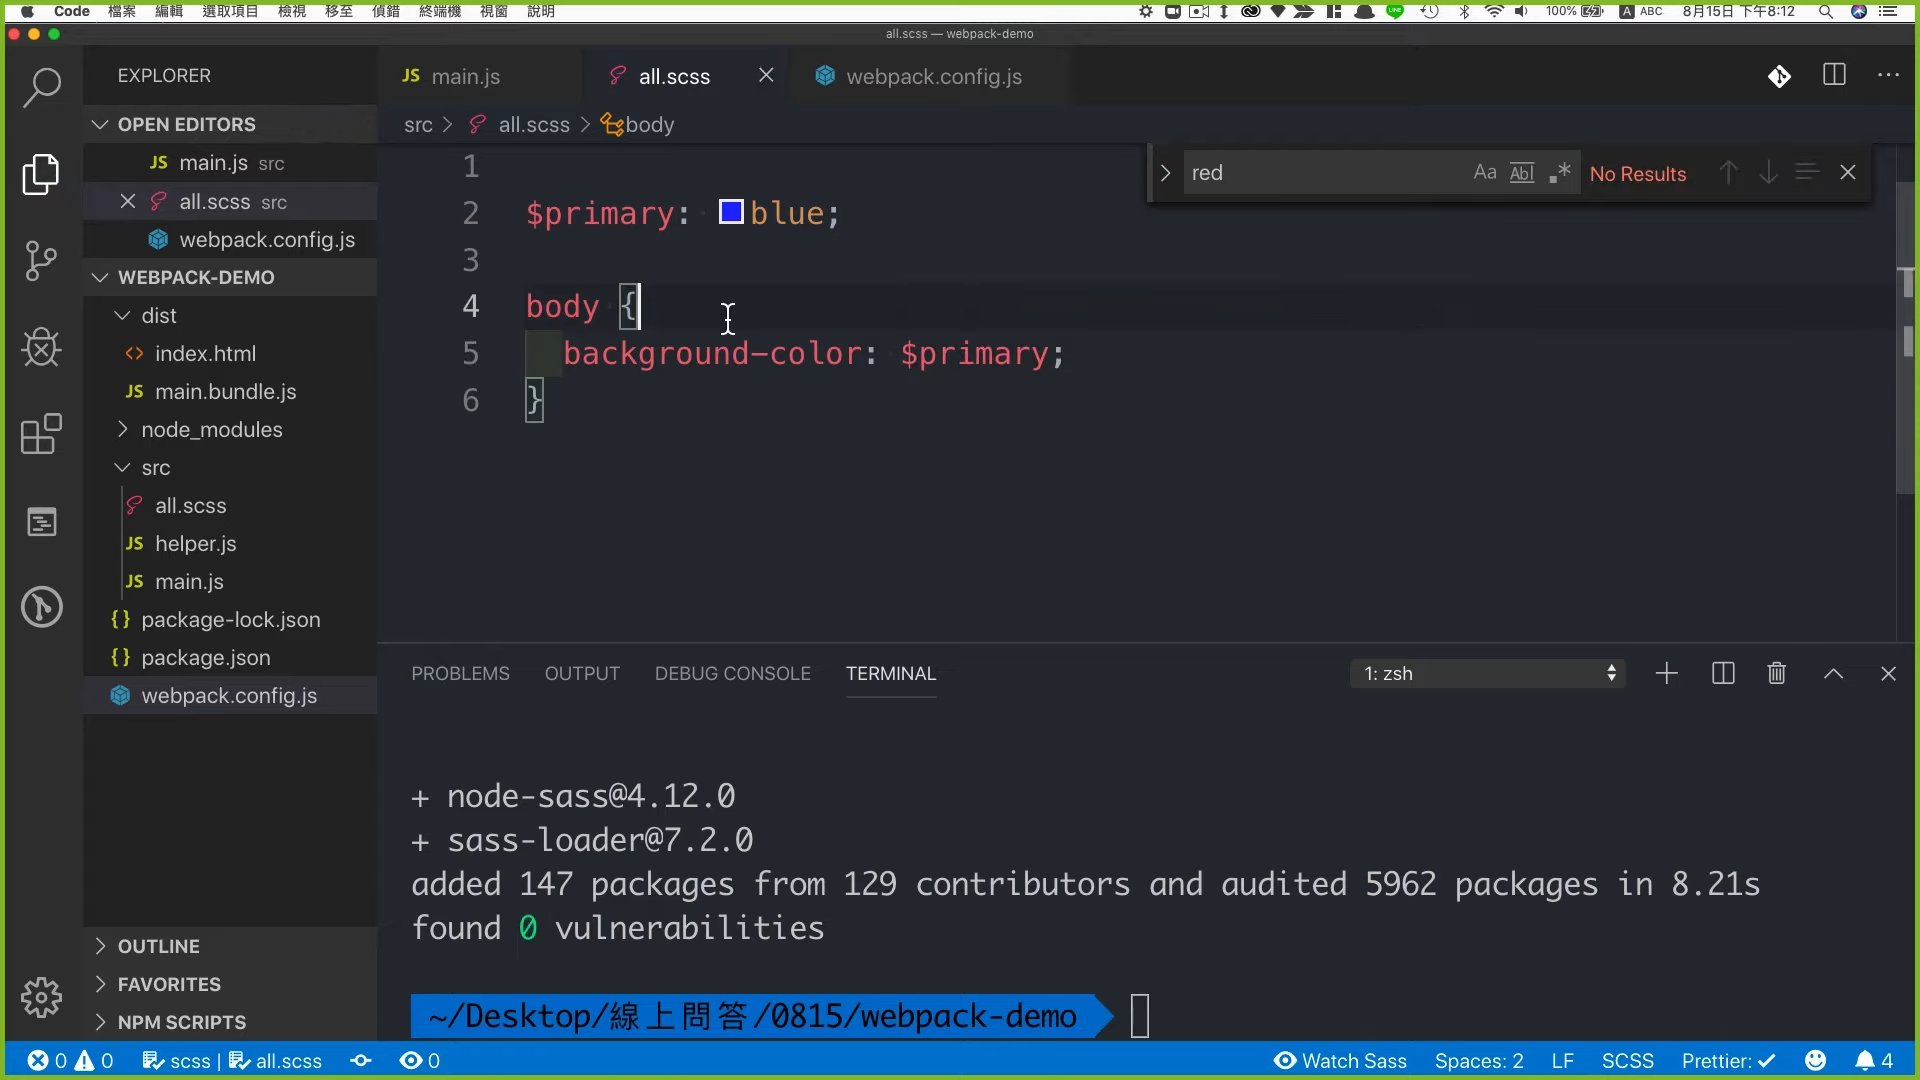 Code 檔案 編輯 選取項目 檢視 移至 偵錯 終端機 視窗 說明 100% A ABC 8月15日 下午8:12
all.scss — webpack-demo
EXPLORER
OPEN EDITORS
JS main.js src
all.scss src
webpack.config.js
WEBPACK-DEMO
dist
index.html
JS main.bundle.js
node_modules
src
all.scss
JS helper.js
JS main.js
{} package-lock.json
{} package.json
webpack.config.js
OUTLINE
FAVORITES
NPM SCRIPTS
JS main.js all.scss webpack.config.js
src > all.scss > body
red Aa Abl .* No Results
1
2 $primary: blue;
3
4 body {
5 background-color: $primary;
6 }
PROBLEMS OUTPUT DEBUG CONSOLE TERMINAL 1: zsh
+ node-sass@4.12.0
+ sass-loader@7.2.0
added 147 packages from 129 contributors and audited 5962 packages in 8.21s
found 0 vulnerabilities
~/Desktop/線上問答/0815/webpack-demo
0 0 scss | all.scss 0 Watch Sass Spaces: 2 LF SCSS Prettier: ✓ 4